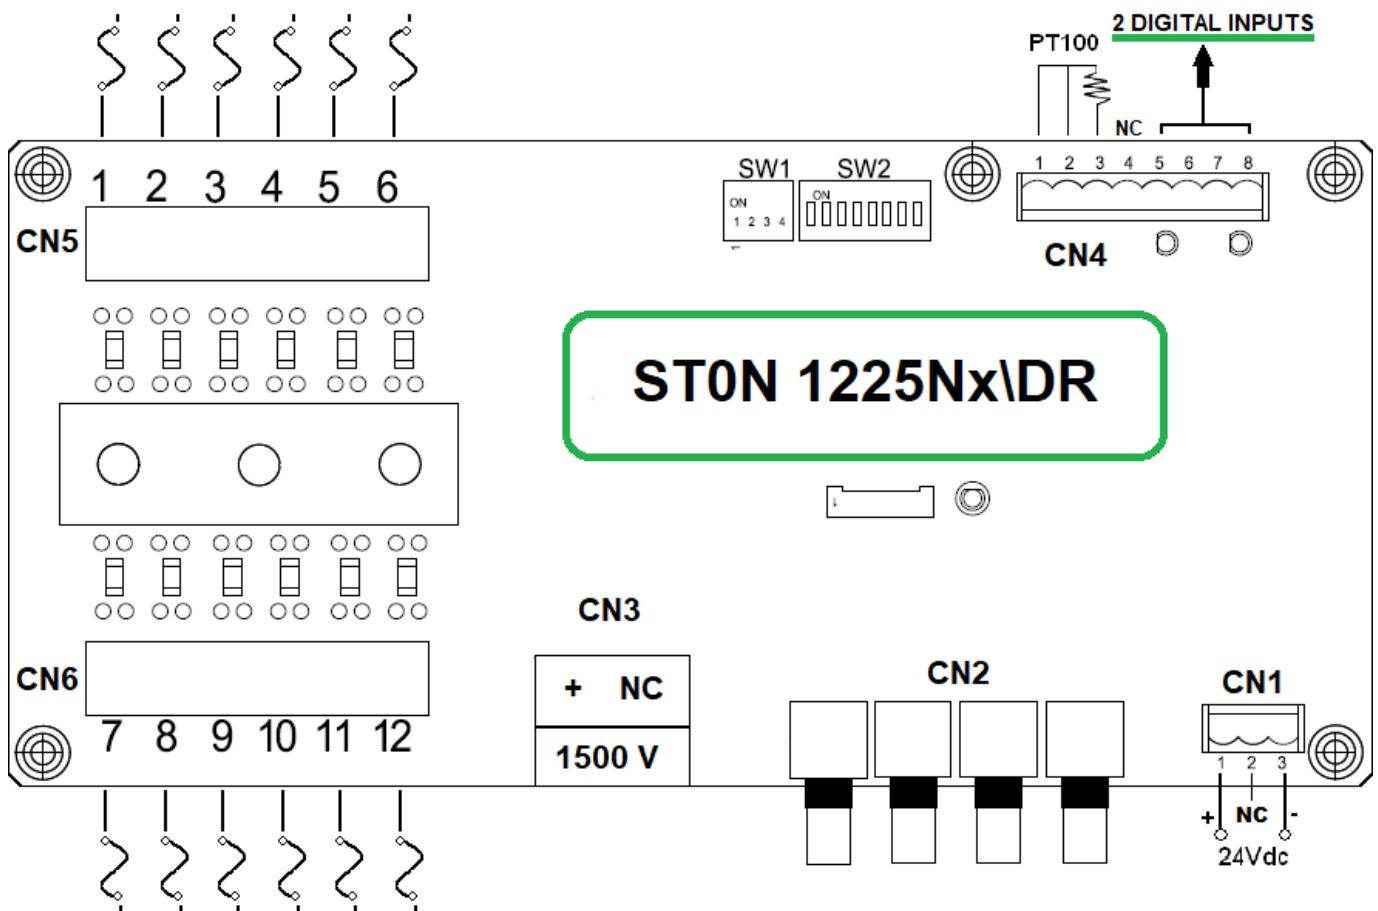 2 DIGITAL INPUTS
PT100
NC
1 2 3 4 5 6 7 8
CN4
SW1 SW2
ON
1 2 3 4
1
ON
1 2 3 4 5 6
CN5
ST0N 1225Nx\DR
1
CN6
7 8 9 10 11 12
CN3
+ NC
1500 V
CN2
CN1
1 2 3
+ NC -
24Vdc